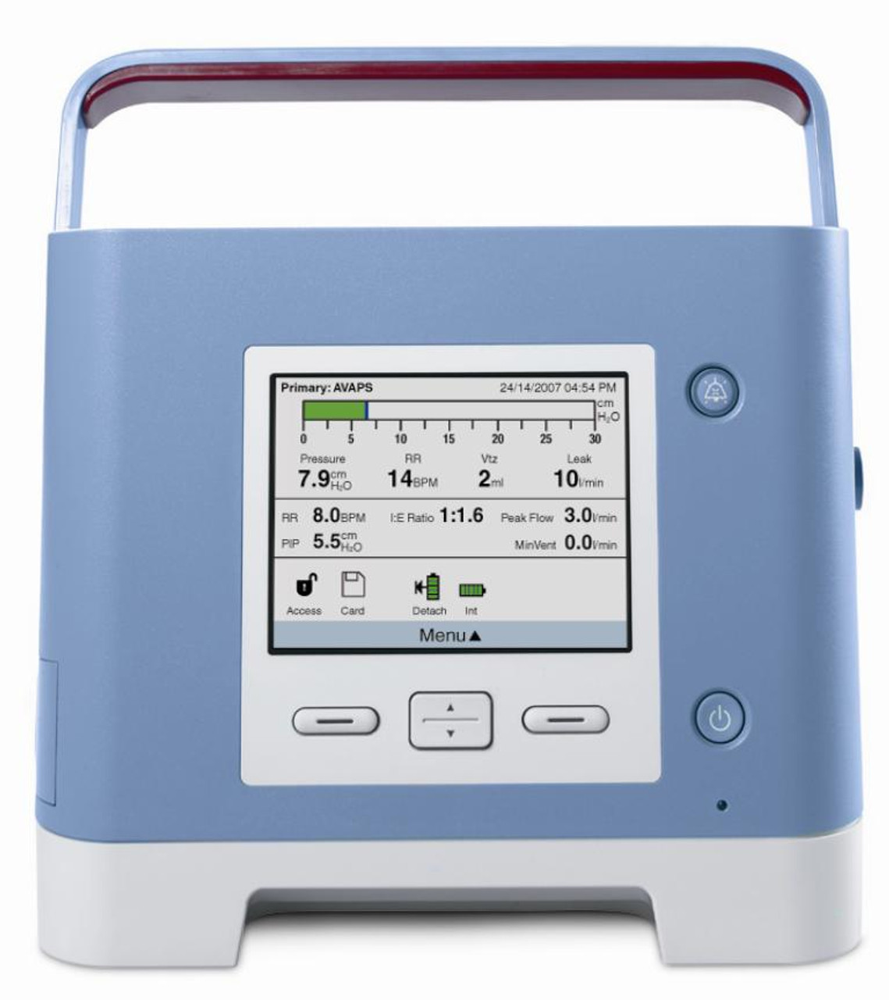 Primary: AVAPS 24/14/2007 04:54 PM
cm
H₂O
0 5 10 15 20 25 30
Pressure RR Vtz Leak
7.9 cm H₂O 14 BPM 2 ml 10 l/min
RR 8.0 BPM I:E Ratio 1:1.6 Peak Flow 3.0 l/min
PIP 5.5 cm H₂O MinVent 0.0 l/min
Access Card Detach Int
Menu▲